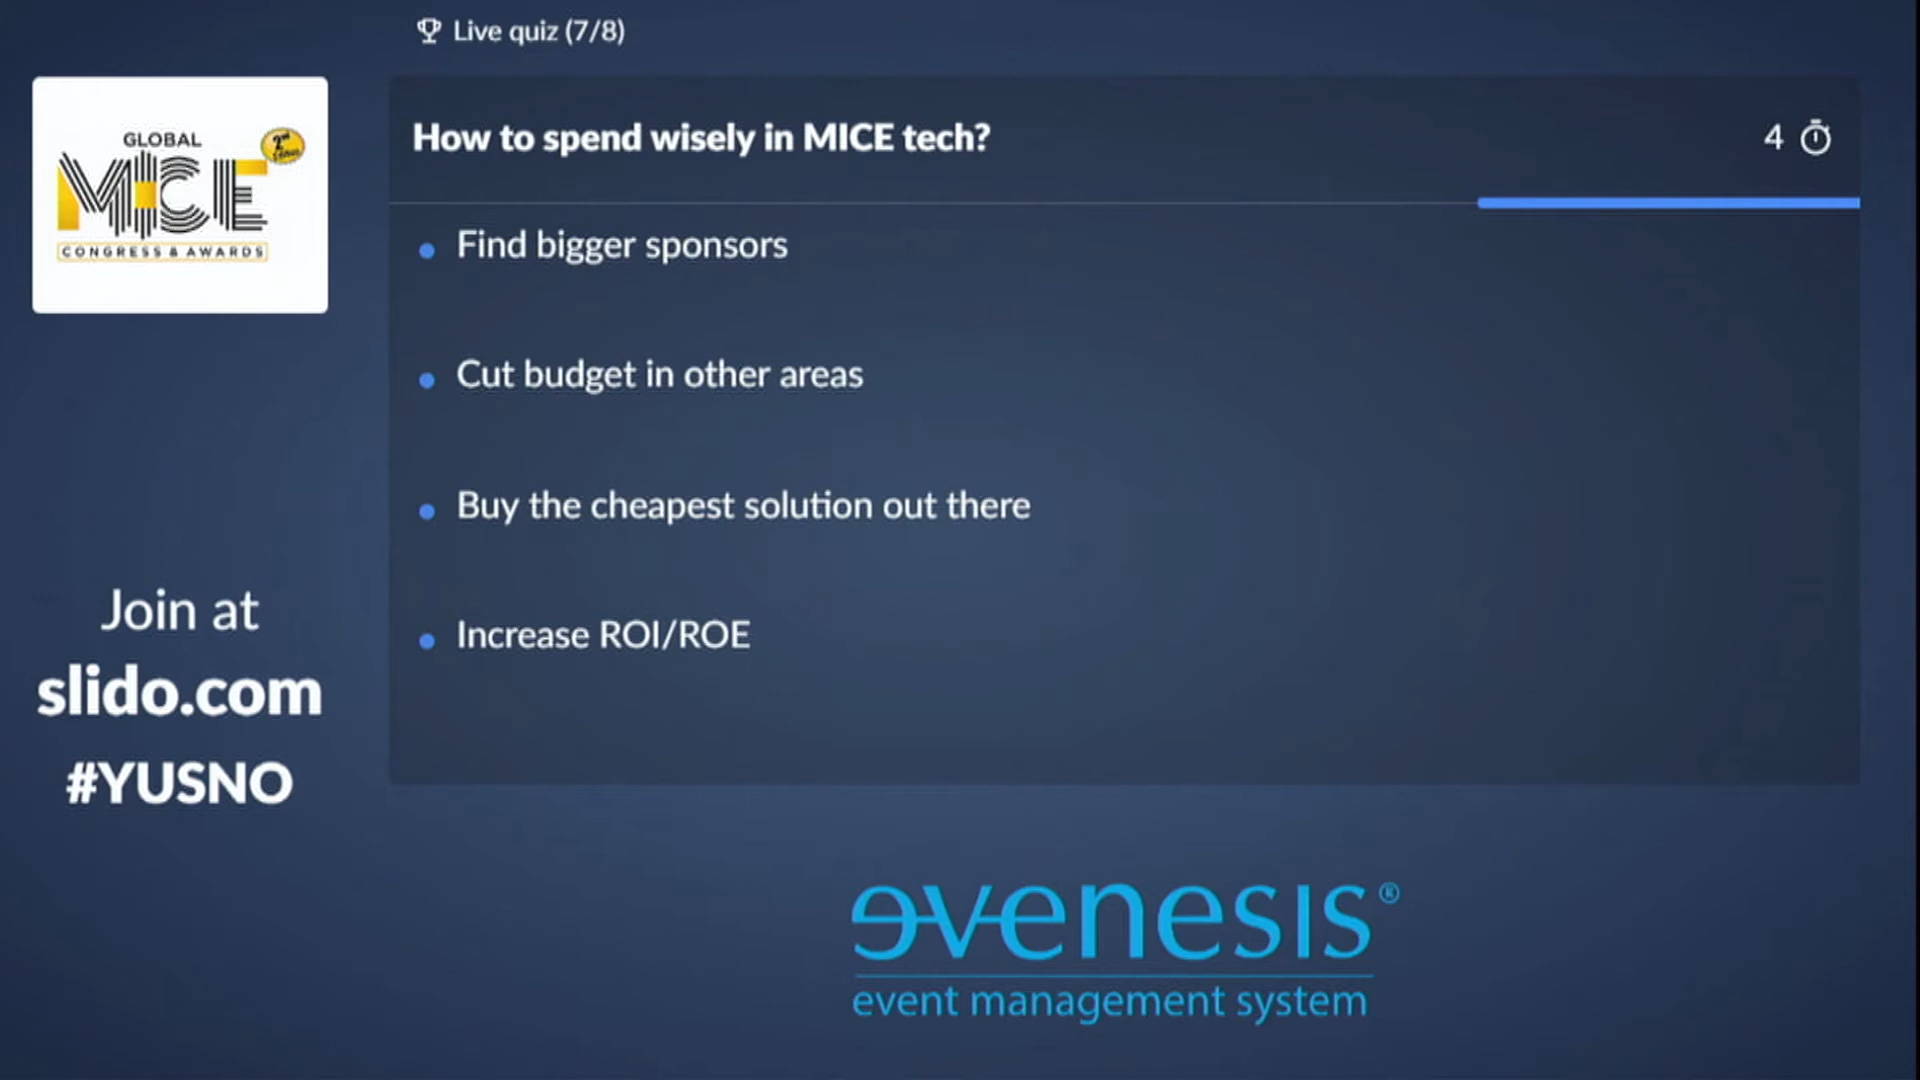 Live quiz (7/8)
GLOBAL
2nd
MICE
CONGRESS & AWARDS
How to spend wisely in MICE tech?
4
Find bigger sponsors
Cut budget in other areas
Buy the cheapest solution out there
Increase ROI/ROE
Join at
slido.com
#YUSNO
evenesis®
event management system